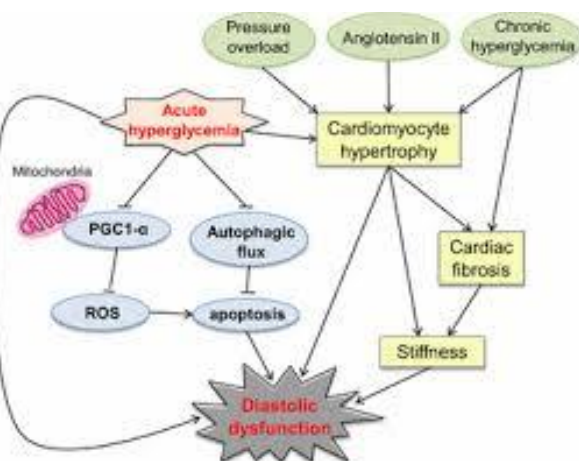 Pressure
overload
Angiotensin II
Chronic
hyperglycemia
Acute
hyperglycemia
Cardiomyocyte
hypertrophy
Mitochondria
PGC1-α
Autophagic
flux
Cardiac
fibrosis
ROS
apoptosis
Stiffness
Diastolic
dysfunction